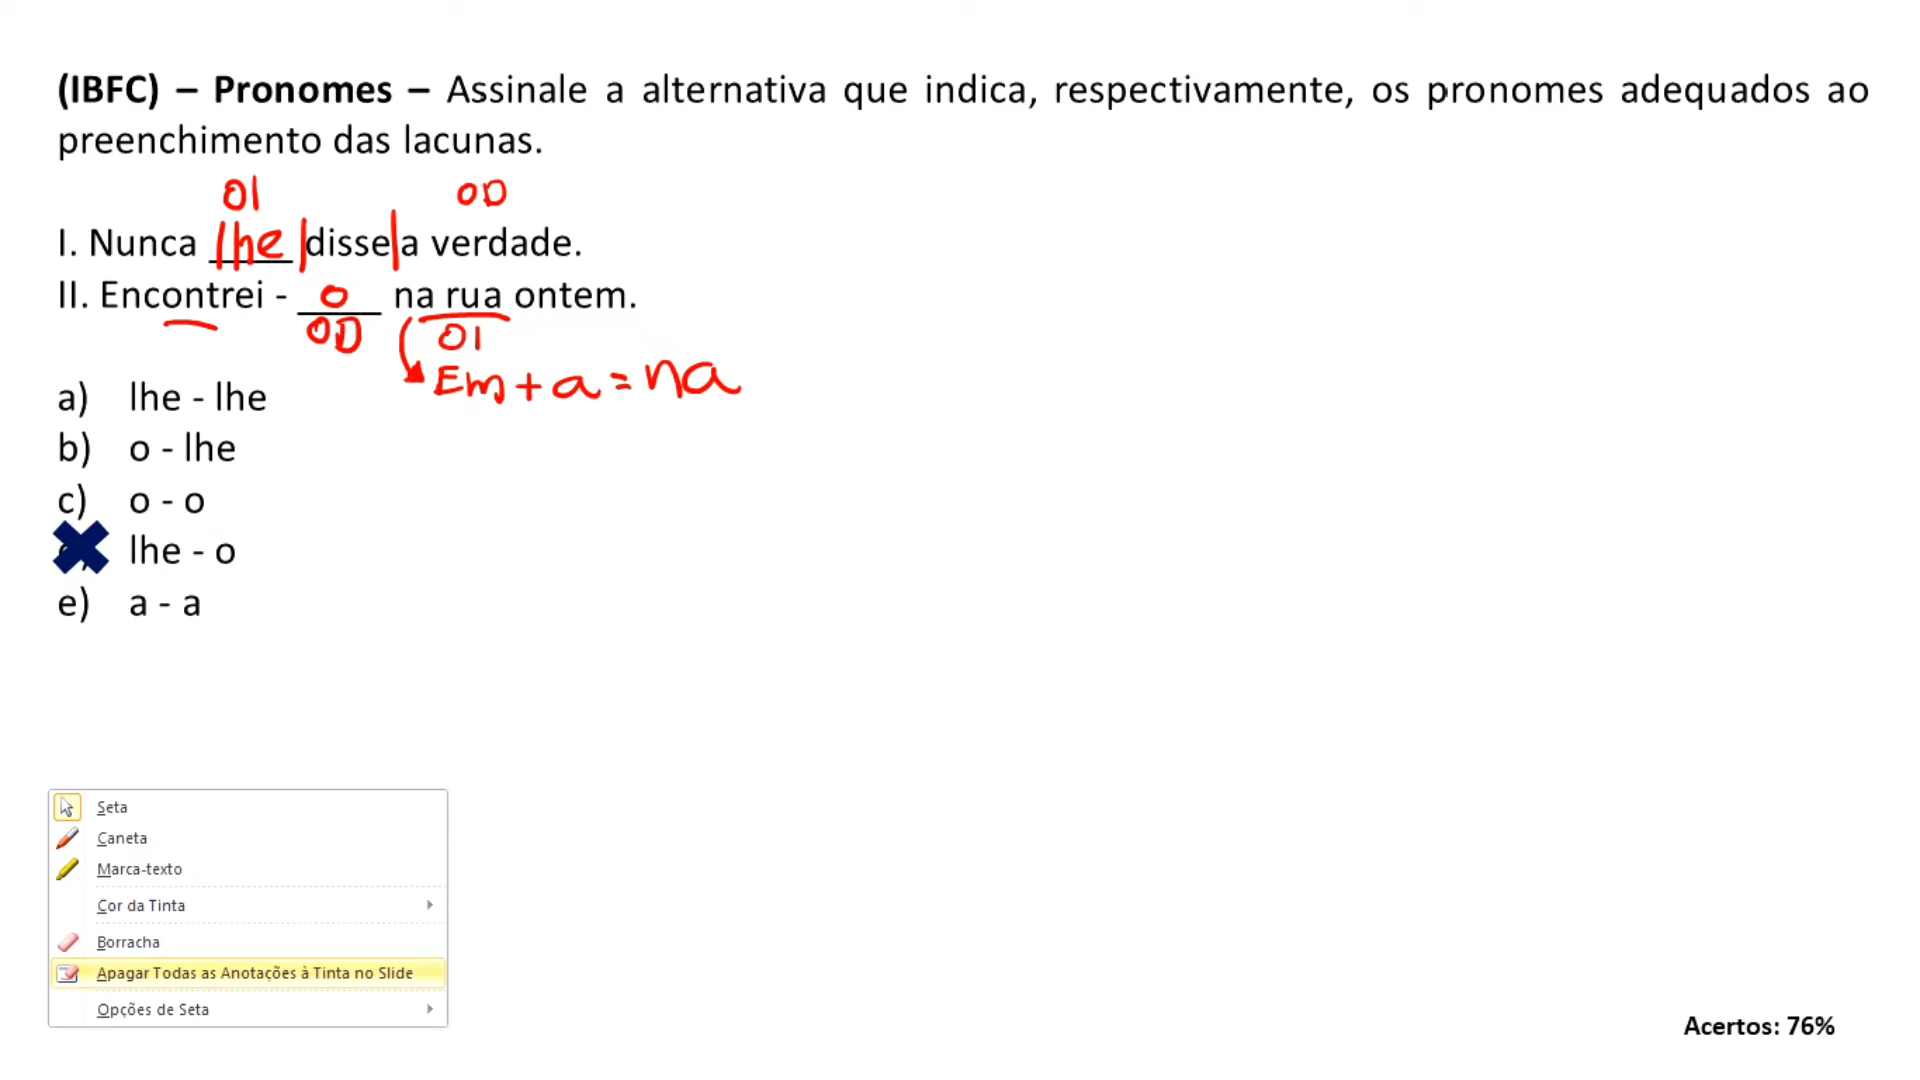 (IBFC) – Pronomes – Assinale a alternativa que indica, respectivamente, os pronomes adequados ao
preenchimento das lacunas.
OI OD
I. Nunca lhe disse a verdade.
II. Encontrei - o na rua ontem.
OD OI
Em + a = na
a) lhe - lhe
b) o - lhe
c) o - o
lhe - o
e) a - a
Seta
Caneta
Marca-texto
Cor da Tinta
Borracha
Apagar Todas as Anotações à Tinta no Slide
Opções de Seta
Acertos: 76%